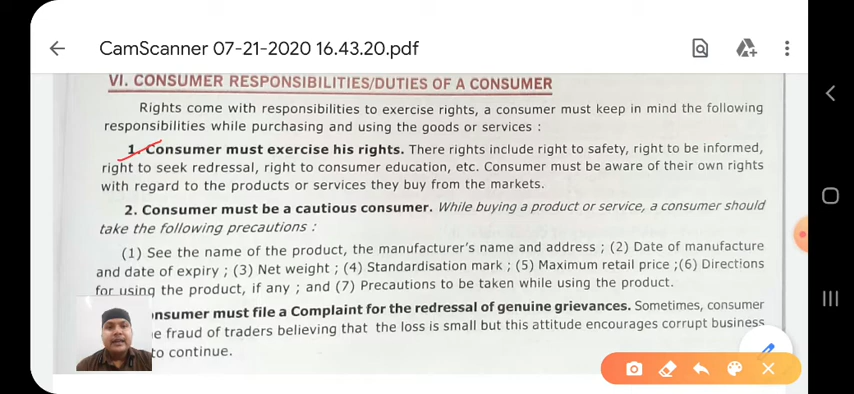 CamScanner 07-21-2020 16.43.20.pdf
VI. CONSUMER RESPONSIBILITIES/DUTIES OF A CONSUMER
Rights come with responsibilities to exercise rights, a consumer must keep in mind the following
responsibilities while purchasing and using the goods or services :
1. Consumer must exercise his rights. There rights include right to safety, right to be informed,
right to seek redressal, right to consumer education, etc. Consumer must be aware of their own rights
with regard to the products or services they buy from the markets.
2. Consumer must be a cautious consumer. While buying a product or service, a consumer should
take the following precautions :
(1) See the name of the product, the manufacturer's name and address ; (2) Date of manufacture
and date of expiry ; (3) Net weight ; (4) Standardisation mark ; (5) Maximum retail price ;(6) Directions
for using the product, if any ; and (7) Precautions to be taken while using the product.
onsumer must file a Complaint for the redressal of genuine grievances. Sometimes, consumer
e fraud of traders believing that the loss is small but this attitude encourages corrupt business
to continue.